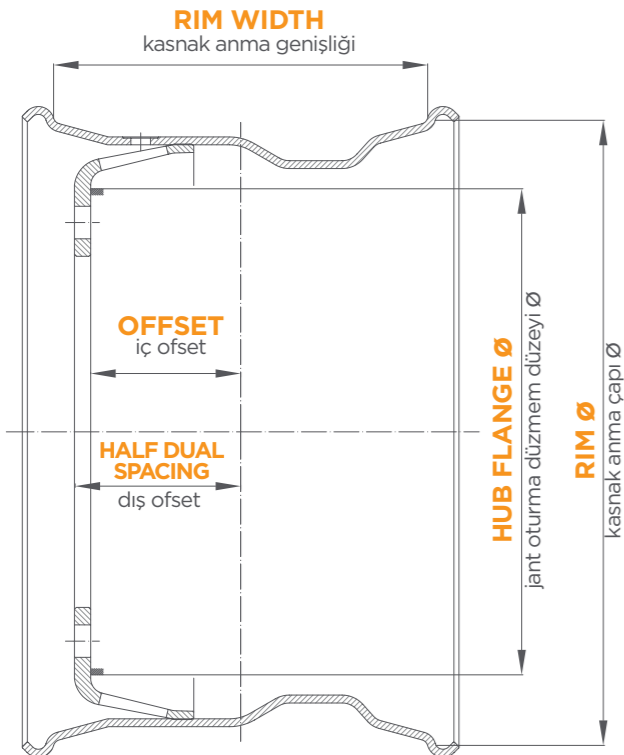 RIM WIDTH
kasnak anma genişliği
OFFSET
iç ofset
HALF DUAL
SPACING
dış ofset
HUB FLANGE Ø
jant oturma düzmem düzeyi Ø
RIM Ø
kasnak anma çapı Ø